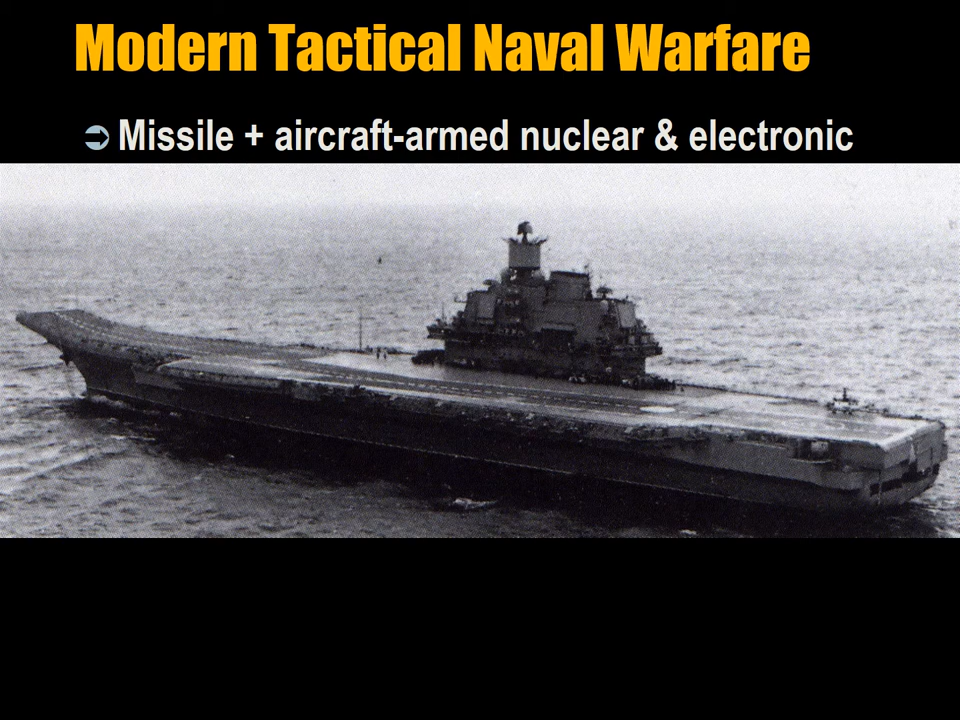 Modern Tactical Naval Warfare
➲ Missile + aircraft-armed nuclear & electronic